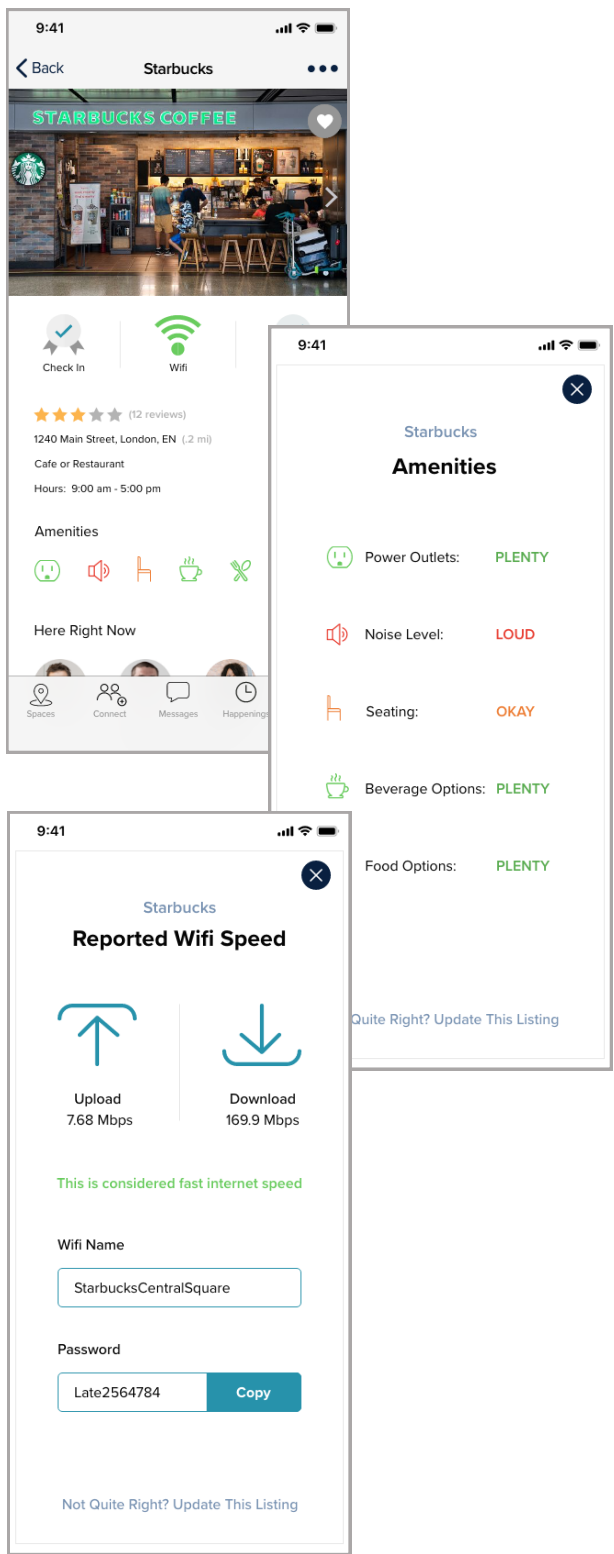 9:41
Back
Starbucks
STARBUCKS COFFEE
Check In
Wifi
(12 reviews)
1240 Main Street, London, EN (.2 mi)
Cafe or Restaurant
Hours: 9:00 am - 5:00 pm
Amenities
Here Right Now
Spaces
Connect
Messages
Happenings
9:41
Starbucks
Amenities
Power Outlets: PLENTY
Noise Level: LOUD
Seating: OKAY
Beverage Options: PLENTY
Food Options: PLENTY
Quite Right? Update This Listing
9:41
Starbucks
Reported Wifi Speed
Upload
7.68 Mbps
Download
169.9 Mbps
This is considered fast internet speed
Wifi Name
StarbucksCentralSquare
Password
Late2564784
Copy
Not Quite Right? Update This Listing